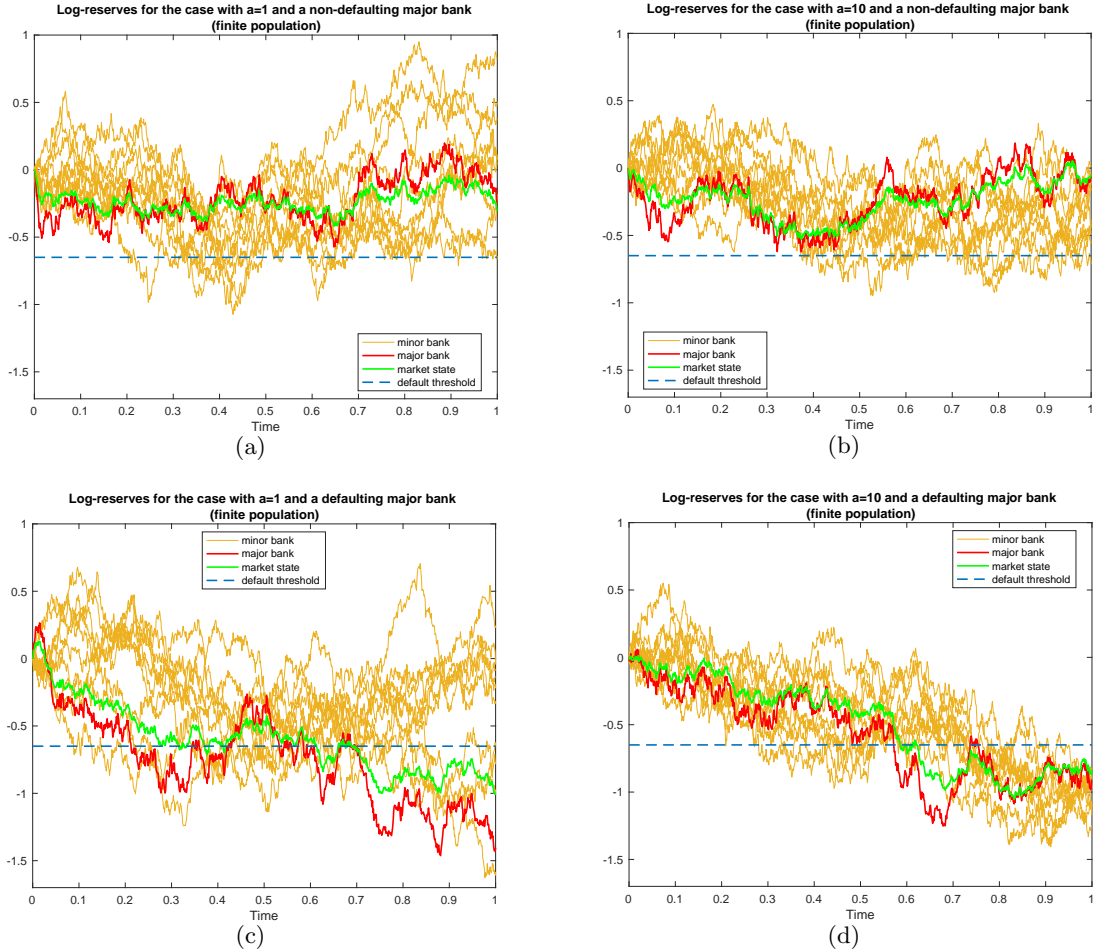 Log-reserves for the case with a=1 and a non-defaulting major bank
(finite population)
1
0.5
0
-0.5
-1
-1.5
minor bank
major bank
market state
default threshold
0 0.1 0.2 0.3 0.4 0.5 0.6 0.7 0.8 0.9 1
Time
(a)
Log-reserves for the case with a=10 and a non-defaulting major bank
(finite population)
1
0.5
0
-0.5
-1
-1.5
minor bank
major bank
market state
default threshold
0 0.1 0.2 0.3 0.4 0.5 0.6 0.7 0.8 0.9 1
Time
(b)
Log-reserves for the case with a=1 and a defaulting major bank
(finite population)
minor bank
major bank
market state
default threshold
1
0.5
0
-0.5
-1
-1.5
0 0.1 0.2 0.3 0.4 0.5 0.6 0.7 0.8 0.9 1
Time
(c)
Log-reserves for the case with a=10 and a defaulting major bank
(finite population)
minor bank
major bank
market state
default threshold
1
0.5
0
-0.5
-1
-1.5
0 0.1 0.2 0.3 0.4 0.5 0.6 0.7 0.8 0.9 1
Time
(d)